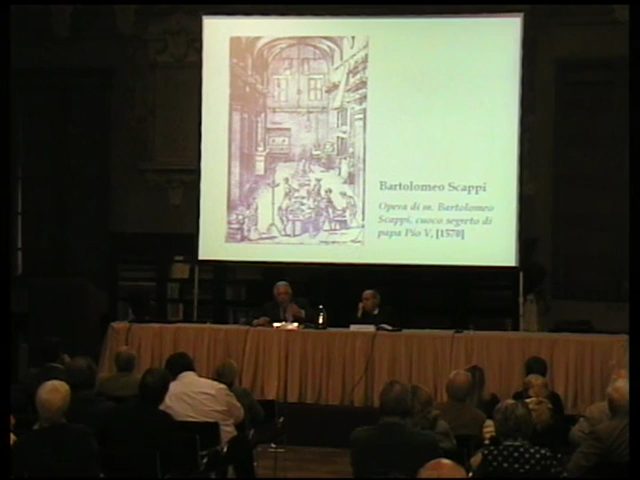 Bartolomeo Scappi
Opera di m. Bartolomeo
Scappi, cuoco segreto di
papa Pio V, [1570]